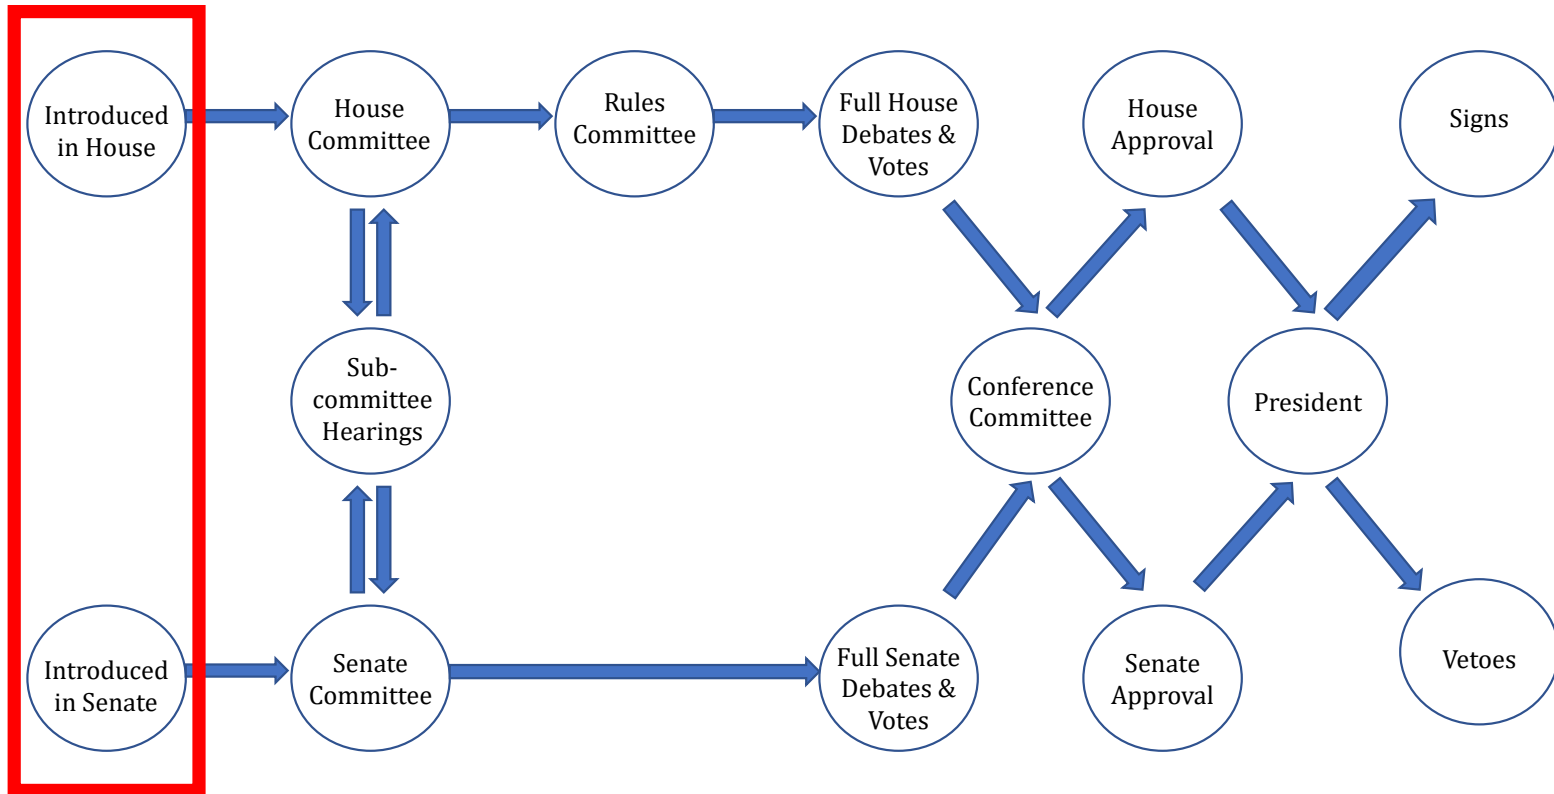 Introduced
in House
House
Committee
Rules
Committee
Full House
Debates &
Votes
House
Approval
Signs
Sub-
committee
Hearings
Conference
Committee
President
Introduced
in Senate
Senate
Committee
Full Senate
Debates &
Votes
Senate
Approval
Vetoes